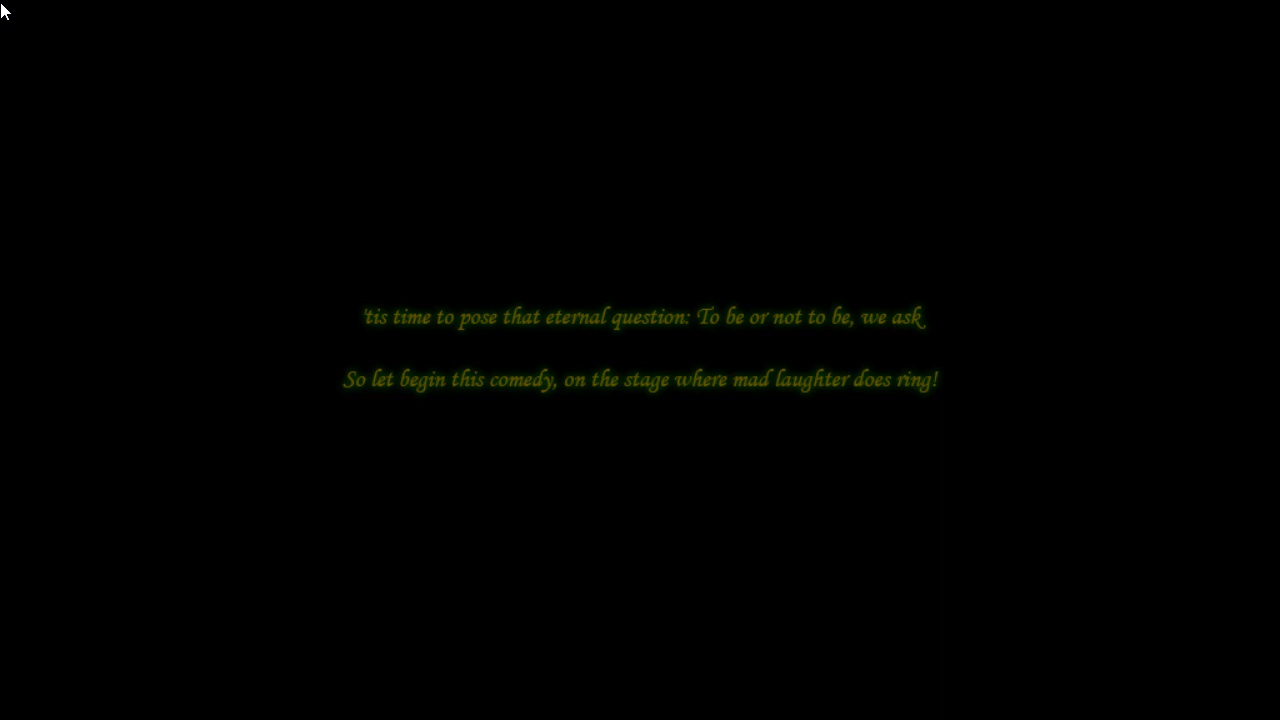 'tis time to pose that eternal question: To be or not to be, we ask.
So let begin this comedy, on the stage where mad laughter does ring!